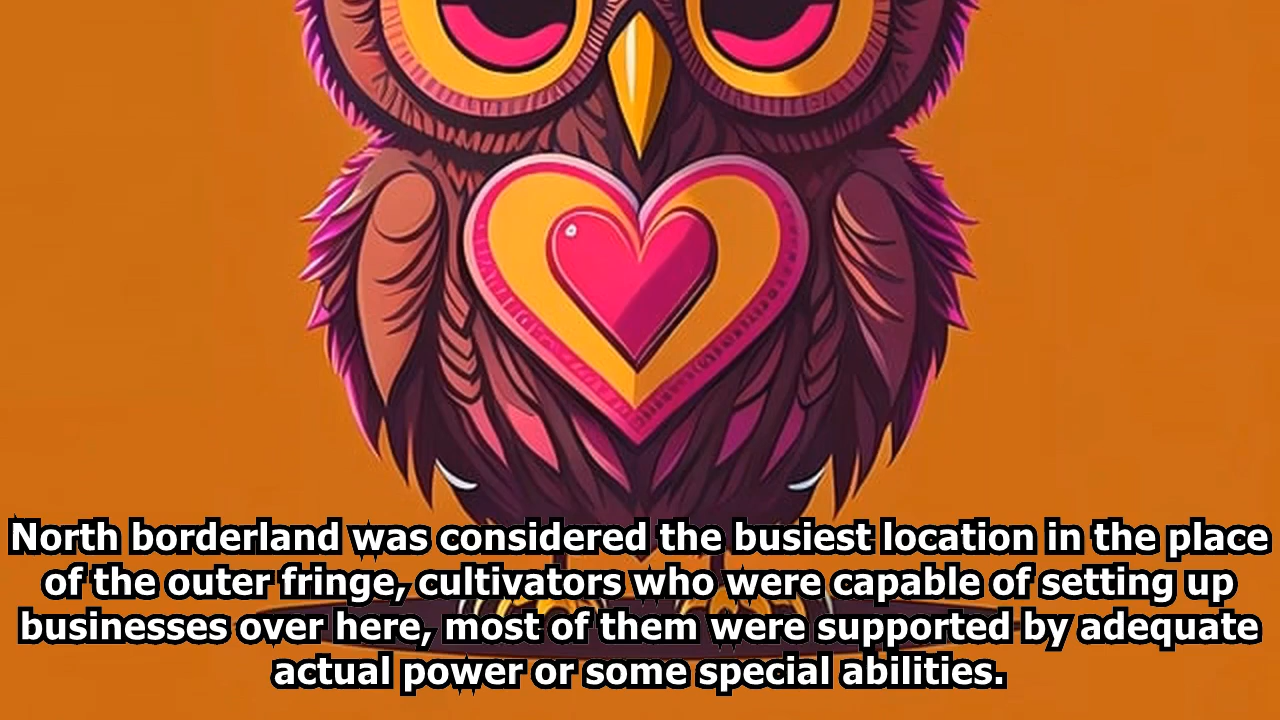 North borderland was considered the busiest location in the place
of the outer fringe, cultivators who were capable of setting up
businesses over here, most of them were supported by adequate
actual power or some special abilities.